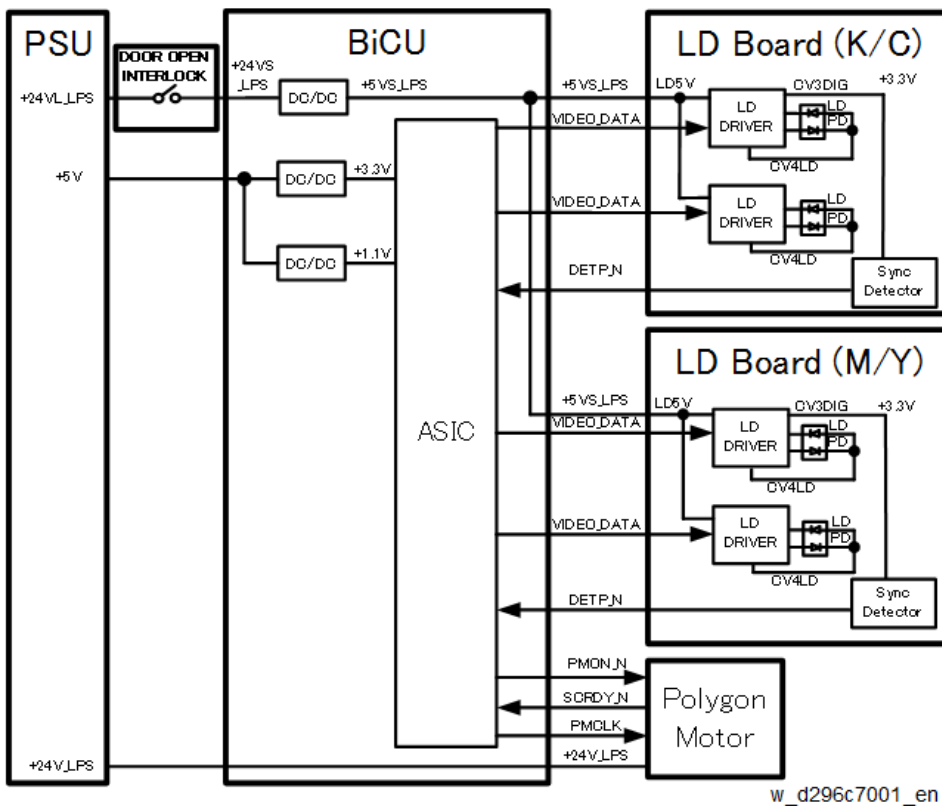 PSU
BiCU
LD Board (K/C)
DOOR OPEN
INTERLOCK
+24VS
_LPS
+24VL_LPS
DC/DC
+5VS_LPS
+5VS_LPS
LD5V
CV3DIG
+3.3V
LD
DRIVER
LD
PD
CV4LD
VIDEO_DATA
+5V
DC/DC
+3.3V
VIDEO_DATA
LD
DRIVER
LD
PD
CV4LD
DC/DC
+1.1V
DETP_N
Sync
Detector
LD Board (M/Y)
ASIC
+5VS_LPS
LD5V
CV3DIG
+3.3V
VIDEO_DATA
LD
DRIVER
LD
PD
CV4LD
VIDEO_DATA
LD
DRIVER
LD
PD
CV4LD
DETP_N
Sync
Detector
PMON_N
SCRDY_N
PMCLK
Polygon
Motor
+24V_LPS
+24V_LPS
w_d296c7001_en